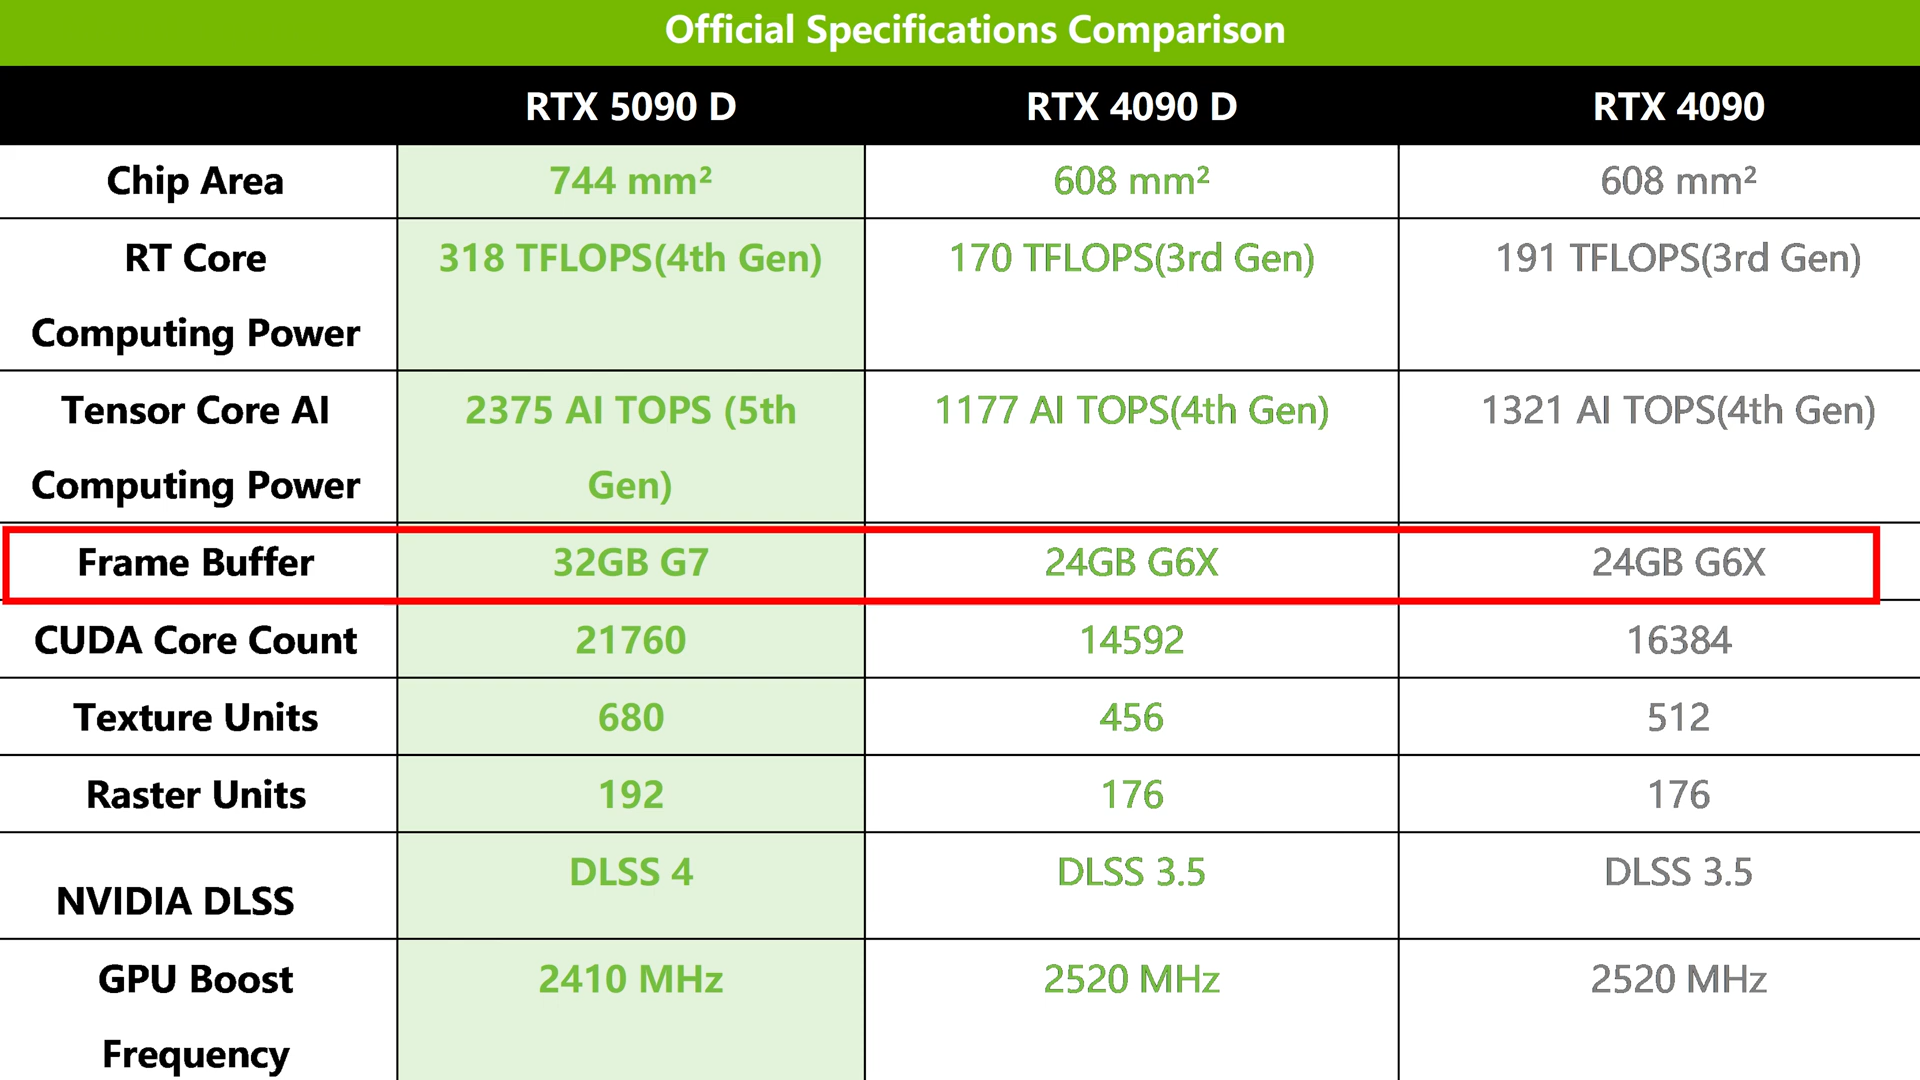 Official Specifications Comparison
RTX 5090 D RTX 4090 D RTX 4090
Chip Area 744 mm² 608 mm² 608 mm²
RT Core 318 TFLOPS(4th Gen) 170 TFLOPS(3rd Gen) 191 TFLOPS(3rd Gen)
Computing Power
Tensor Core AI 2375 AI TOPS (5th 1177 AI TOPS(4th Gen) 1321 AI TOPS(4th Gen)
Computing Power Gen)
Frame Buffer 32GB G7 24GB G6X 24GB G6X
CUDA Core Count 21760 14592 16384
Texture Units 680 456 512
Raster Units 192 176 176
NVIDIA DLSS DLSS 4 DLSS 3.5 DLSS 3.5
GPU Boost 2410 MHz 2520 MHz 2520 MHz
Frequency